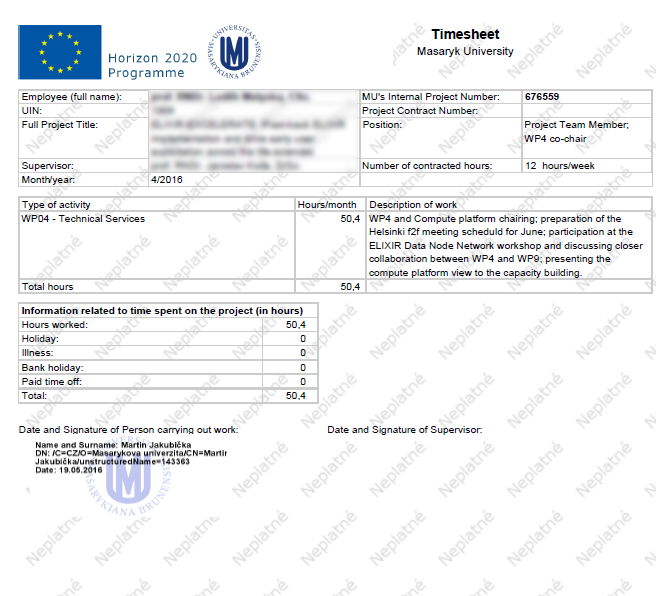 Timesheet
Masaryk University
Horizon 2020
Programme
MASARYKIANA BRUNENSIS UNIVERSITAS
Employee (full name):
MU's Internal Project Number: 676559
UIN:
Project Contract Number:
Full Project Title:
Position: Project Team Member;
WP4 co-chair
Supervisor:
Number of contracted hours: 12 hours/week
Month/year: 4/2016
Type of activity Hours/month Description of work
WP04 - Technical Services 50,4 WP4 and Compute platform chairing; preparation of the
Helsinki f2f meeting scheduld for June; participation at the
ELIXIR Data Node Network workshop and discussing closer
collaboration between WP4 and WP9; presenting the
compute platform view to the capacity building.
Total hours 50,4
Information related to time spent on the project (in hours)
Hours worked: 50,4
Holiday: 0
Illness: 0
Bank holiday: 0
Paid time off: 0
Total: 50,4
Date and Signature of Person carrying out work: Date and Signature of Supervisor:
Name and Surname: Martin Jakubička
DN: /C=CZ/O=Masarykova univerzita/CN=Martin
Jakubička/unstructuredName=143363
Date: 19.05.2016
Neplatné